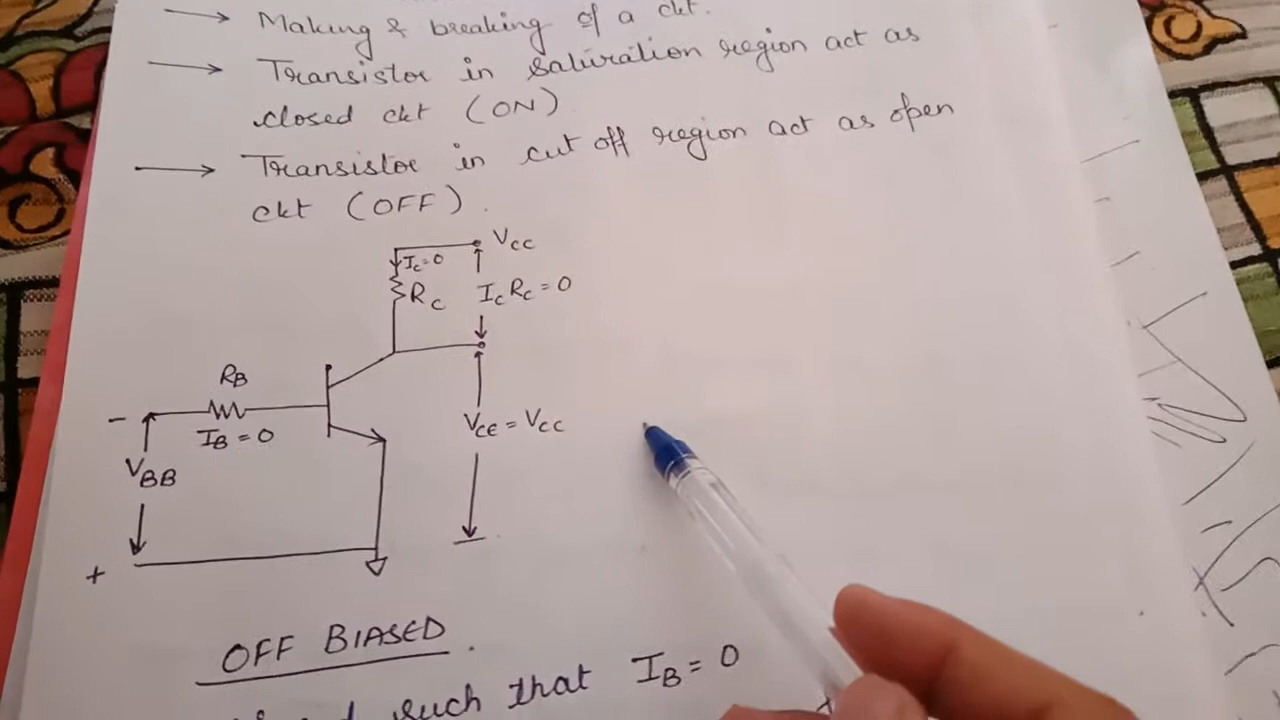 → Making & breaking of a ckt.
→ Transistor in saturation region act as
closed ckt (ON)
→ Transistor in cut off region act as open
ckt (OFF).
VCC
IC=0
RC
ICRC=0
RB
-
IB=0
VCE=VCC
VBB
+
OFF BIASED.
such that IB=0